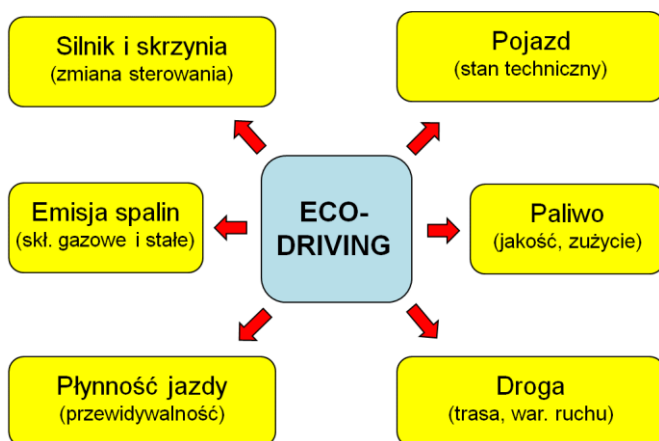 Silnik i skrzynia
(zmiana sterowania)
Pojazd
(stan techniczny)
Emisja spalin
(skł. gazowe i stałe)
ECO-
DRIVING
Paliwo
(jakość, zużycie)
Płynność jazdy
(przewidywalność)
Droga
(trasa, war. ruchu)